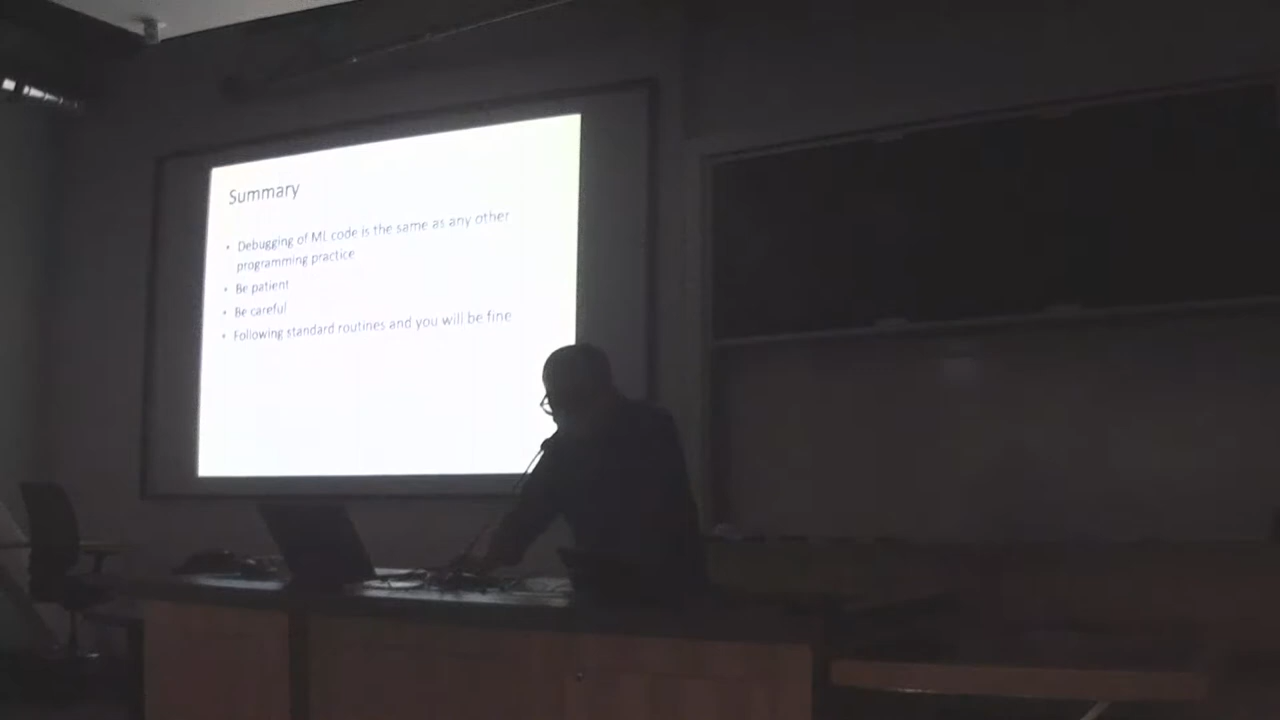 Summary
• Debugging of ML code is the same as any other
programming practice
• Be patient
• Be careful
• Following standard routines and you will be fine